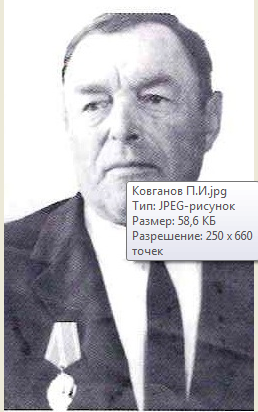 Ковганов П.И.jpg
Тип: JPEG-рисунок
Размер: 58,6 КБ
Разрешение: 250 x 660
точек